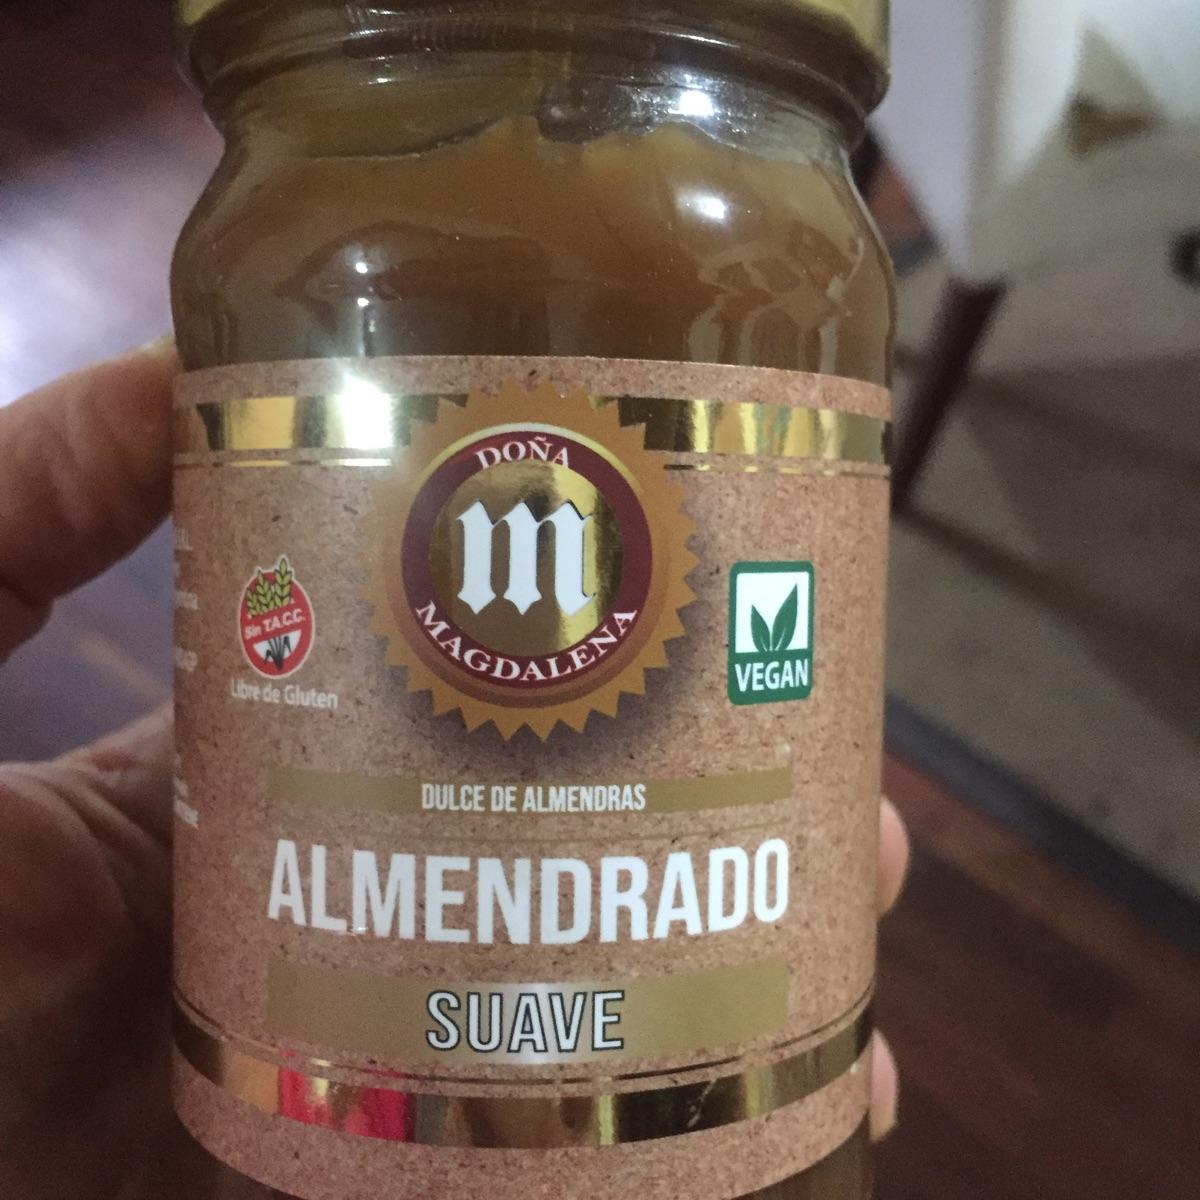 DOÑA
m
MAGDALENA
Sin T.A.C.C.
Libre de Gluten
VEGAN
DULCE DE ALMENDRAS
ALMENDRADO
SUAVE